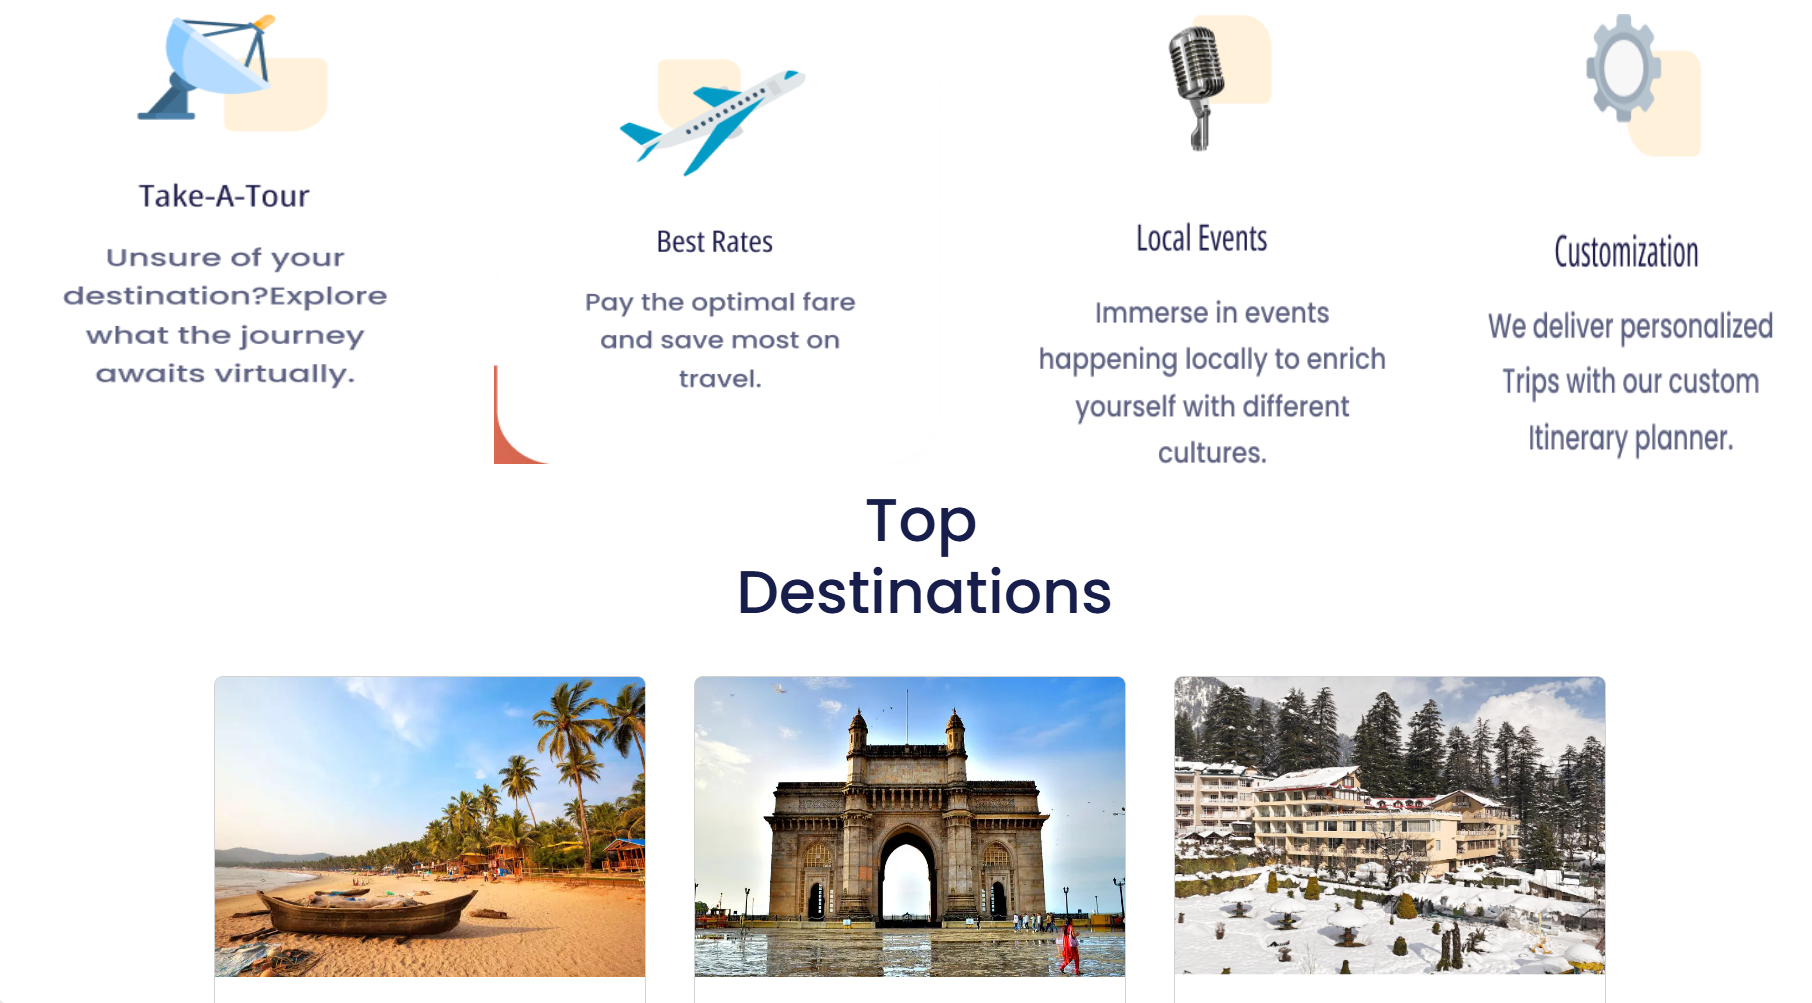 Take-A-Tour
Unsure of your
destination?Explore
what the journey
awaits virtually.
Best Rates
Pay the optimal fare
and save most on
travel.
Local Events
Immerse in events
happening locally to enrich
yourself with different
cultures.
Customization
We deliver personalized
Trips with our custom
Itinerary planner.
Top
Destinations